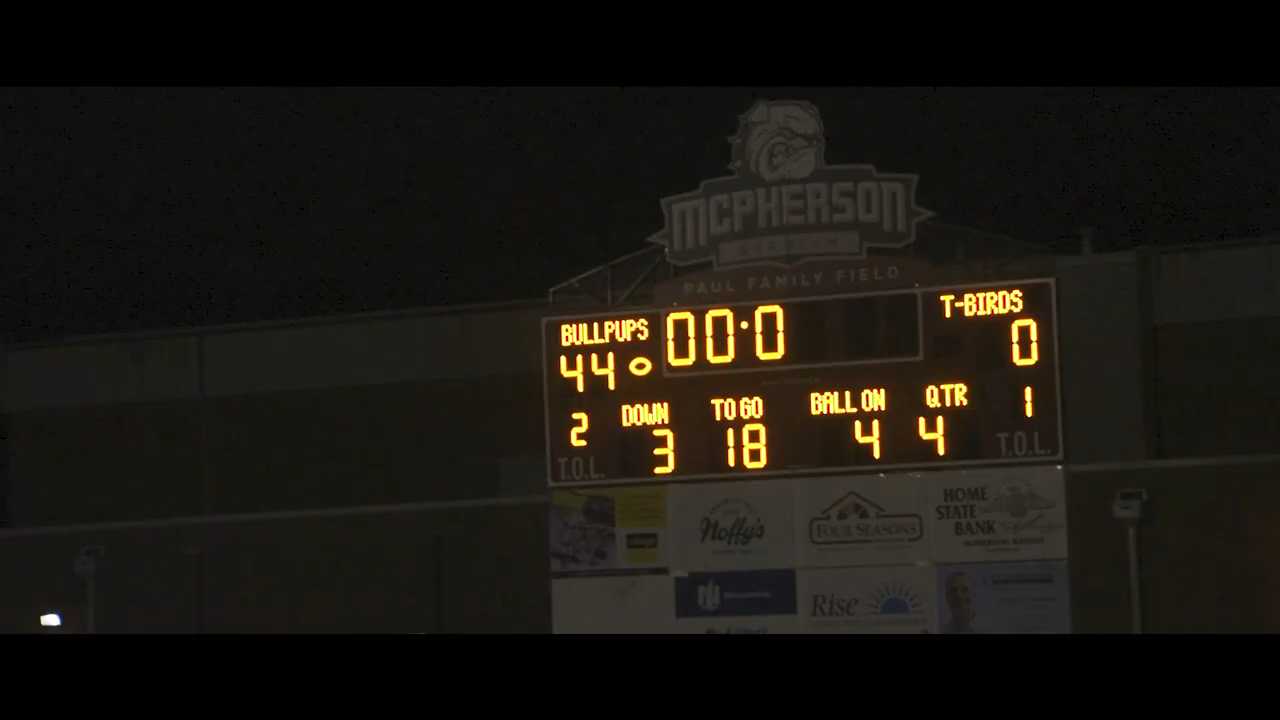 MCPHERSON
STADIUM
PAUL FAMILY FIELD
BULLPUPS
00:0
T-BIRDS
44
0
2
DOWN
TO GO
BALL ON
QTR
1
3
18
4
4
T.O.L.
T.O.L.
Noffy's
FOUR SEASONS
HOME
STATE
BANK
Rise